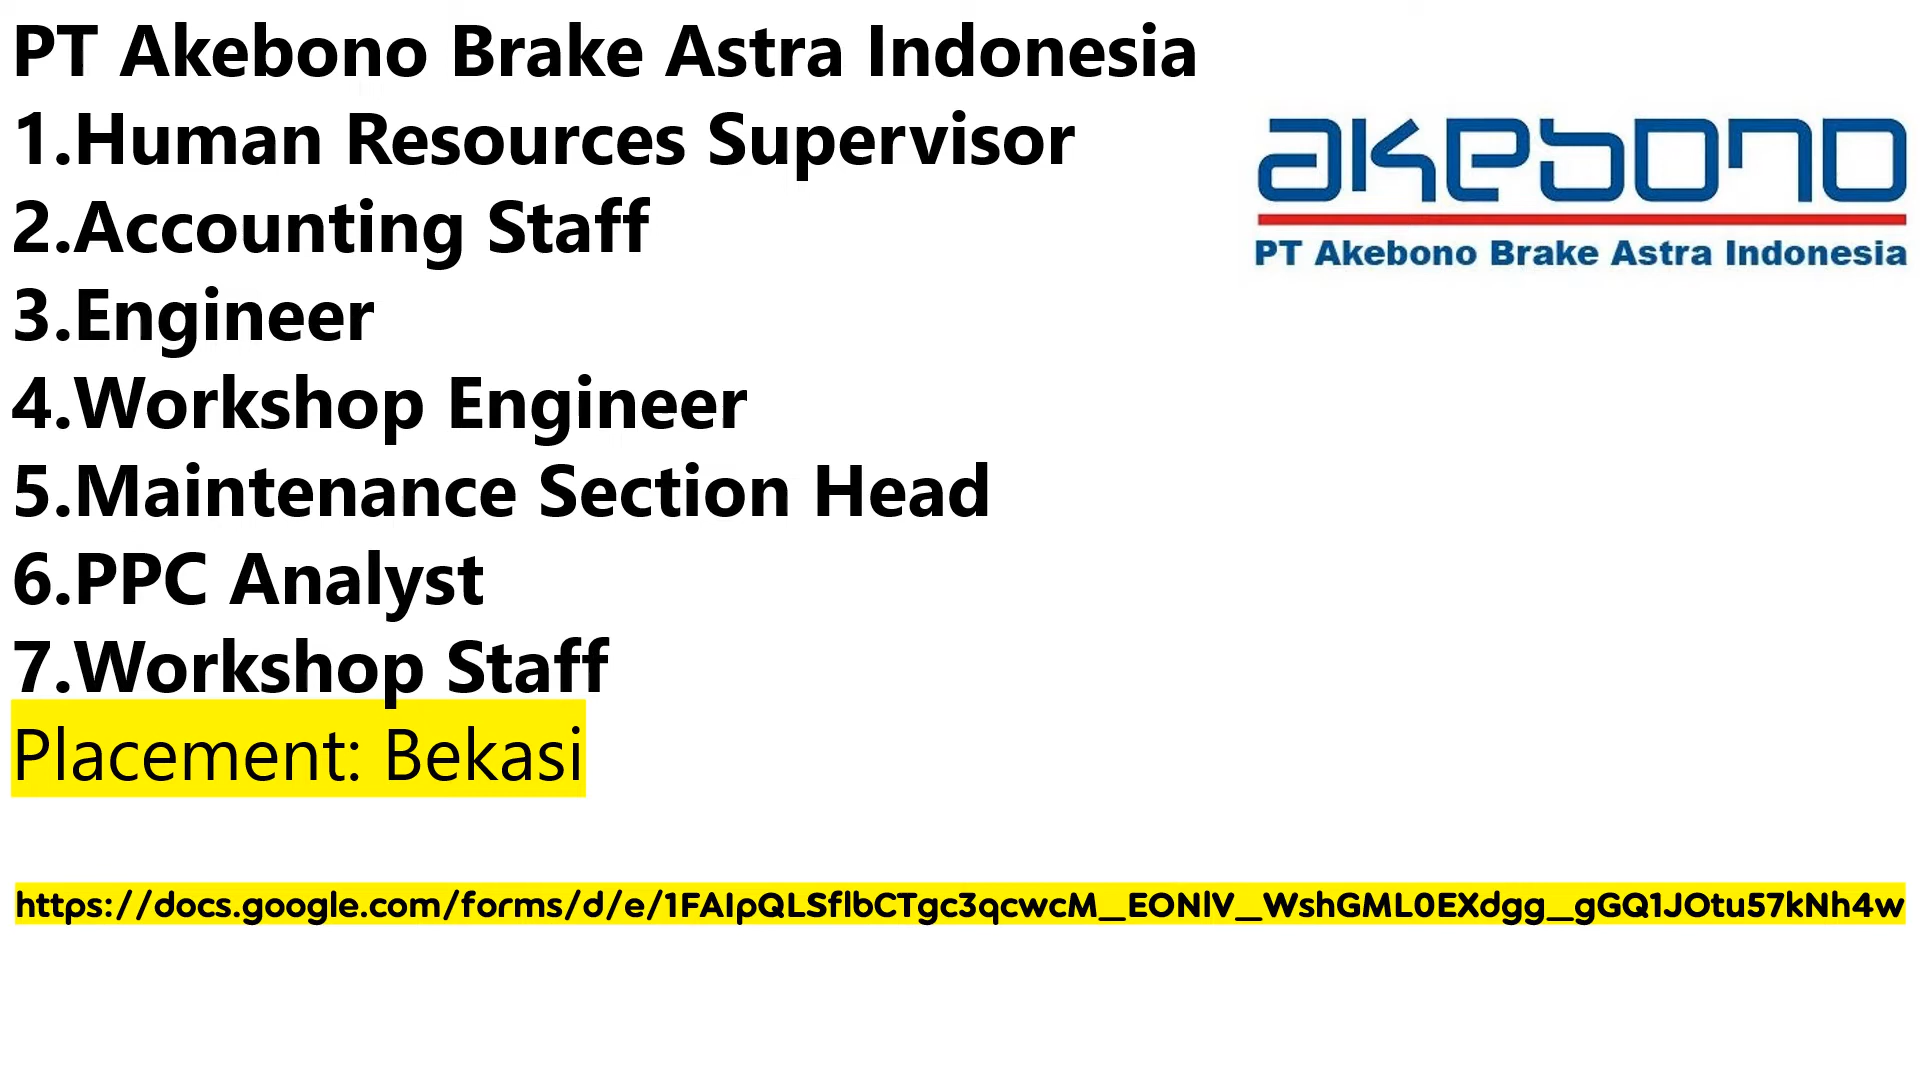 PT Akebono Brake Astra Indonesia
1.Human Resources Supervisor
2.Accounting Staff
3.Engineer
4.Workshop Engineer
5.Maintenance Section Head
6.PPC Analyst
7.Workshop Staff
Placement: Bekasi
akebono
PT Akebono Brake Astra Indonesia
https://docs.google.com/forms/d/e/1FAIpQLSflbCTgc3qcwcM_EONlV_WshGML0EXdgg_gGQ1JOtu57kNh4w